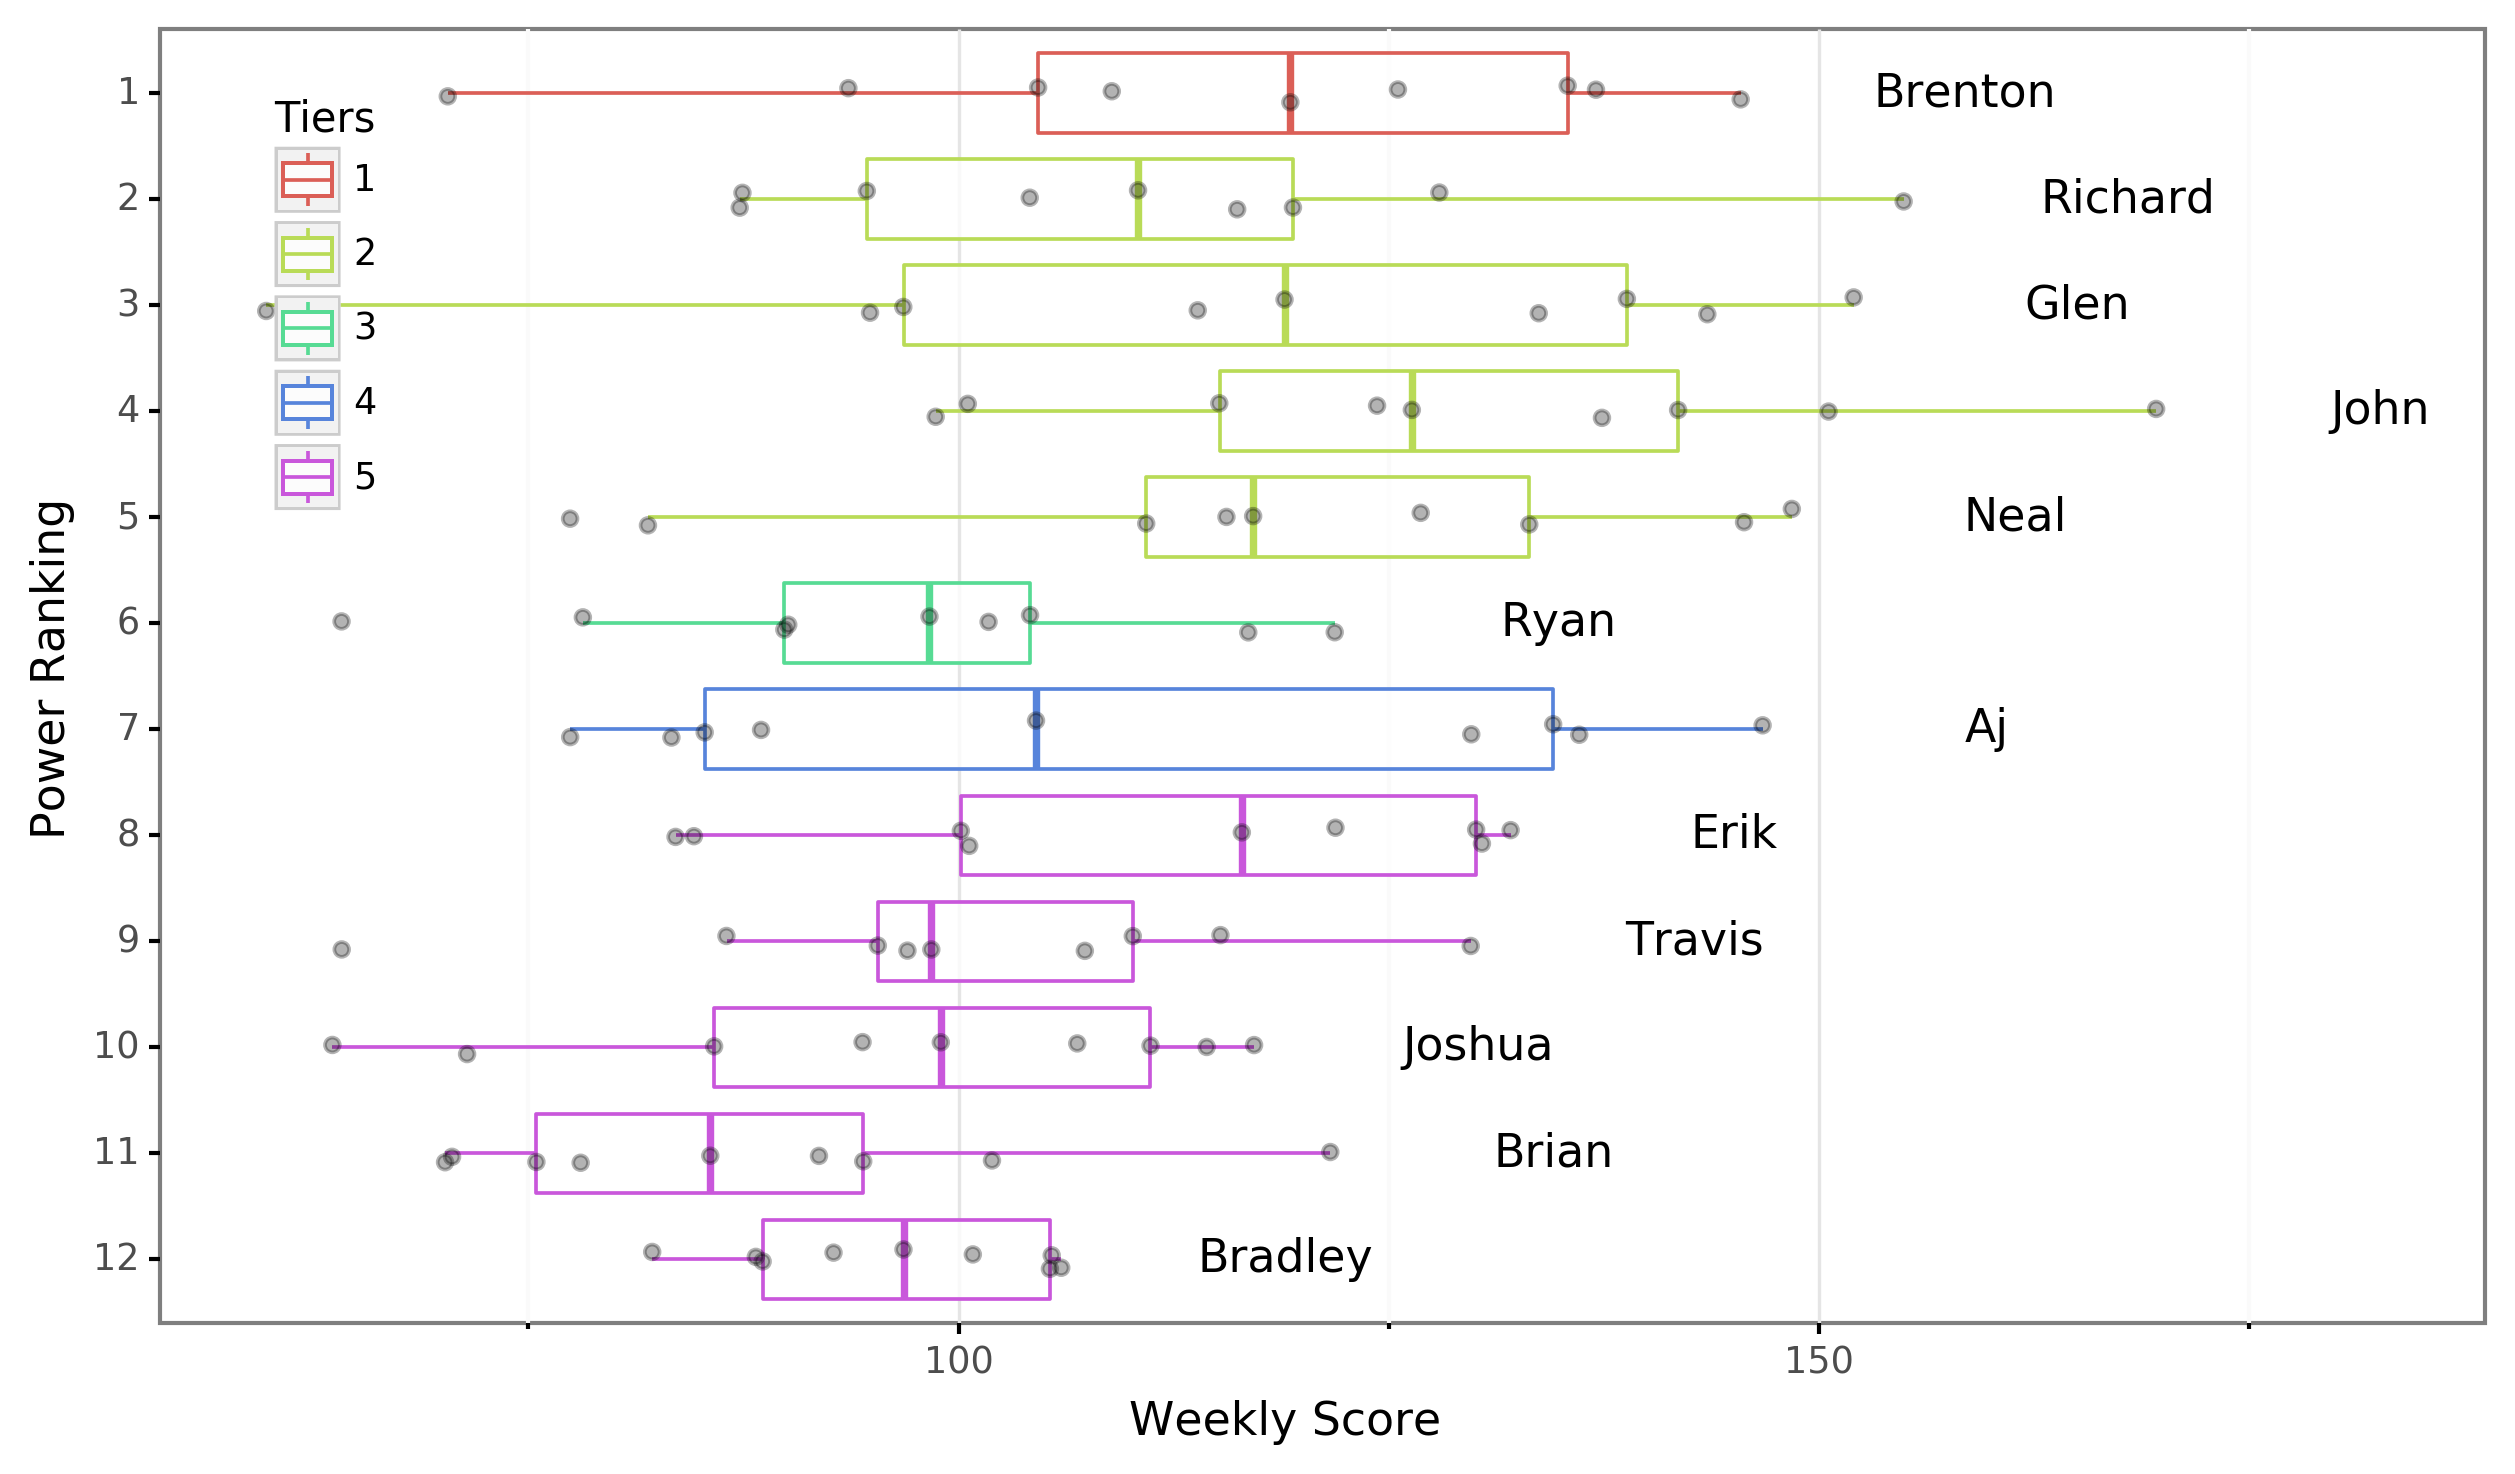 1 Brenton
Tiers
1
2 Richard
2
3 Glen
3
4 John
4
5
5 Neal
6 Ryan
7 Aj
8 Erik
9 Travis
10 Joshua
11 Brian
12 Bradley
Power Ranking
100 150
Weekly Score